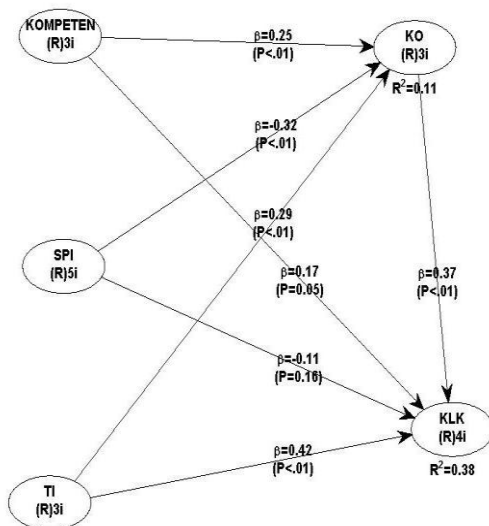 KOMPETEN
(R)3i
β=0.25
(P<.01)
KO
(R)3i
R²=0.11
β=-0.32
(P<.01)
β=0.29
(P<.01)
SPI
(R)5i
β=0.17
(P=0.05)
β=0.37
(P<.01)
β=-0.11
(P=0.16)
KLK
(R)4i
R²=0.38
β=0.42
(P<.01)
TI
(R)3i